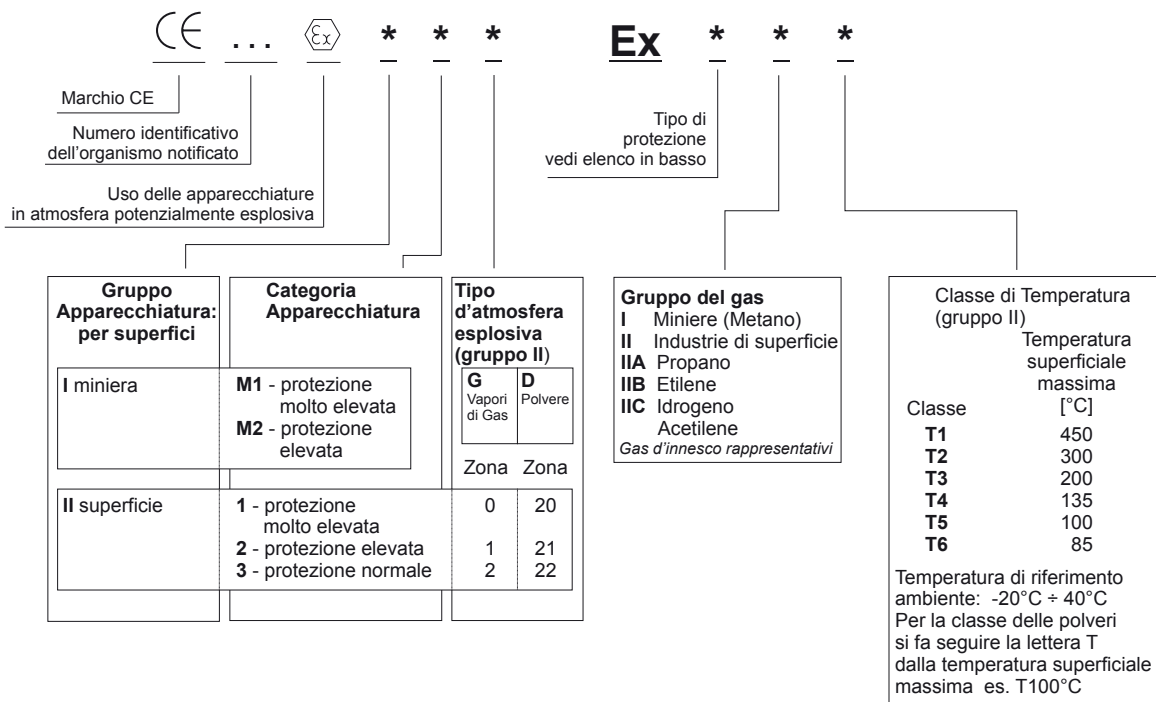 CE ... Ex * * * Ex * * *
Marchio CE
Numero identificativo
dell'organismo notificato
Uso delle apparecchiature
in atmosfera potenzialmente esplosiva
Tipo di
protezione
vedi elenco in basso
Gruppo
Apparecchiatura:
per superfici
Categoria
Apparecchiatura
Tipo
d'atmosfera
esplosiva
(gruppo II)
G
Vapori
di Gas
D
Polvere
I miniera
M1 - protezione
molto elevata
M2 - protezione
elevata
Zona Zona
II superficie
1 - protezione
molto elevata
0 20
2 - protezione elevata 1 21
3 - protezione normale 2 22
Gruppo del gas
I Miniere (Metano)
II Industrie di superficie
IIA Propano
IIB Etilene
IIC Idrogeno
Acetilene
Gas d'innesco rappresentativi
Classe di Temperatura
(gruppo II)
Temperatura
superficiale
massima
Classe [°C]
T1 450
T2 300
T3 200
T4 135
T5 100
T6 85
Temperatura di riferimento
ambiente: -20°C ÷ 40°C
Per la classe delle polveri
si fa seguire la lettera T
dalla temperatura superficiale
massima es. T100°C